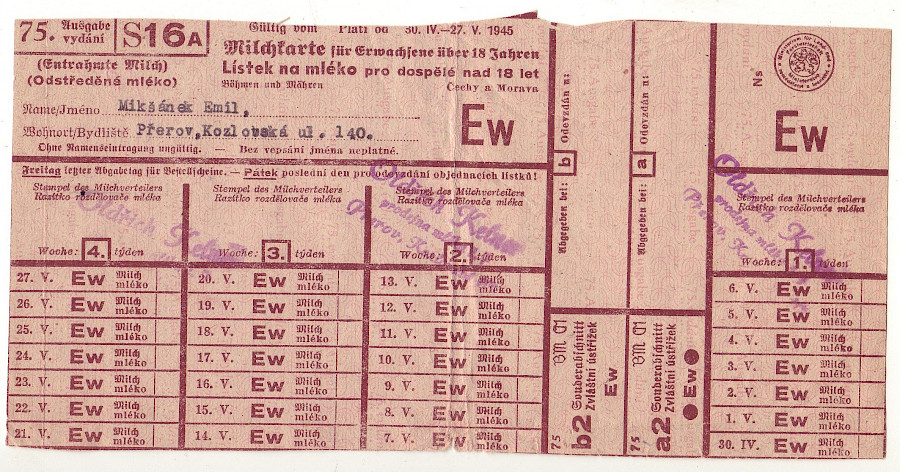 75. Ausgabe
vydání
S-16A
Gültig vom Platí od 30. IV.-27. V. 1945
(Entrahmte Milch)
(Odstředěná mléko)
Milchkarte für Erwachsene über 18 Jahren
Lístek na mléko pro dospělé nad 18 let
Böhmen und Mähren Čechy a Morava
Name/Jméno Mikšánek Emil,
Wohnort/Bydliště Přerov, Kozlovská ul. 140.
Ohne Namenseintragung ungültig. — Bez vepsání jména neplatné.
Ew
Freitag letzter Abgabetag für Bestellscheine. — Pátek poslední den pro odevzdání objednacích lístků!
Stempel des Milchverteilers
Razítko rozdělovače mléka
Woche: 4. týden
27. V. Ew Milch mléko
26. V. Ew Milch mléko
25. V. Ew Milch mléko
24. V. Ew Milch mléko
23. V. Ew Milch mléko
22. V. Ew Milch mléko
21. V. Ew Milch mléko
Stempel des Milchverteilers
Razítko rozdělovače mléka
Woche: 3. týden
20. V. Ew Milch mléko
19. V. Ew Milch mléko
18. V. Ew Milch mléko
17. V. Ew Milch mléko
16. V. Ew Milch mléko
15. V. Ew Milch mléko
14. V. Ew Milch mléko
Stempel des Milchverteilers
Razítko rozdělovače mléka
Woche: 2. týden
13. V. Ew Milch mléko
12. V. Ew Milch mléko
11. V. Ew Milch mléko
10. V. Ew Milch mléko
9. V. Ew Milch mléko
8. V. Ew Milch mléko
7. V. Ew Milch mléko
Oldřich Kelnar
prodejna mléka
Přerov, K.
Abgegeben bei: b Odevzdán u:
75 BM EM
b2 Sonderabschnitt
Zvláštní ústřižek
Ew
Abgegeben bei: a Odevzdán u:
75 BM EM
a2 Sonderabschnitt
Zvláštní ústřižek
Ew
Ns
Ew
Stempel des Milchverteilers
Razítko rozdělovače mléka
Woche: 1. týden
6. V. Ew Milch mléko
5. V. Ew Milch mléko
4. V. Ew Milch mléko
3. V. Ew Milch mléko
2. V. Ew Milch mléko
1. V. Ew Milch mléko
30. IV. Ew Milch mléko